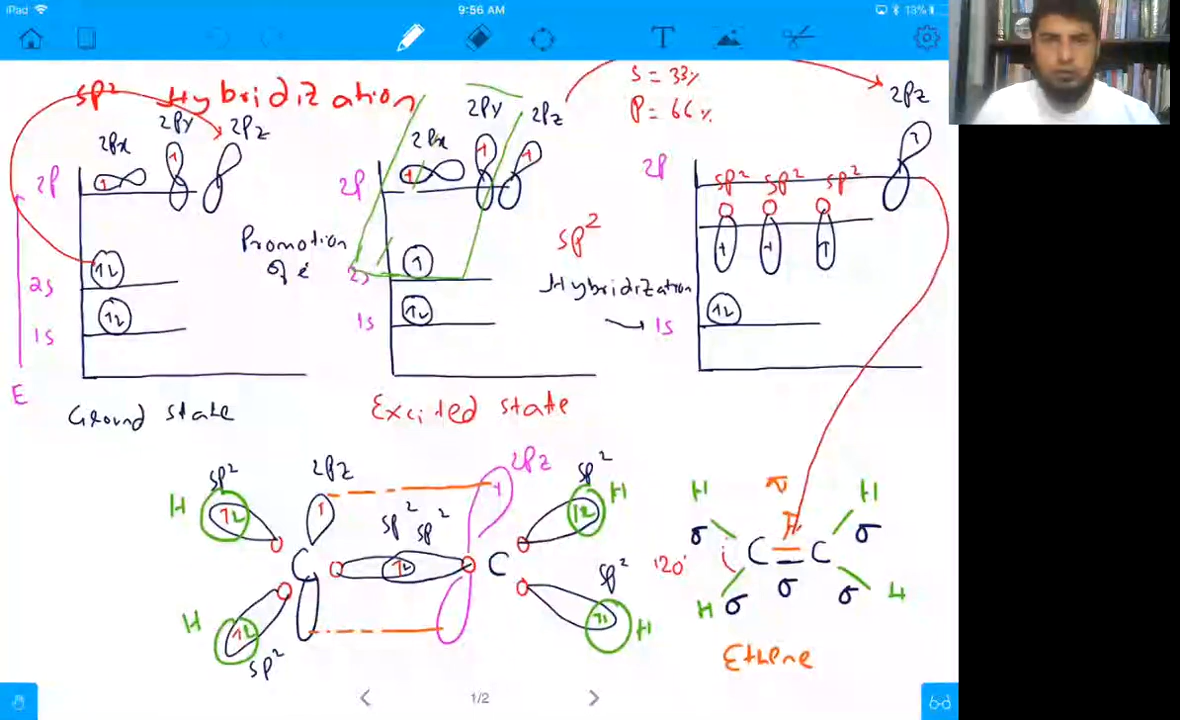 iPad
9:56 AM
13%
T
sp² Hybridization
S = 33%
P = 66%
2Px 2Py 2Pz
2Px 2Py 2Pz
2Pz
2P
2P
2P
sp² sp² sp²
Promotion
of e
sp²
Hybridization
2s
2s
1s
1s
1s
E
Ground state
Excited state
sp² 2Pz
2Pz sp²
H
H
sp² sp²
C
C
H
sp²
H
sp²
H H
π
π
σ C C σ
120°
H σ σ σ H
Ethene
1/2